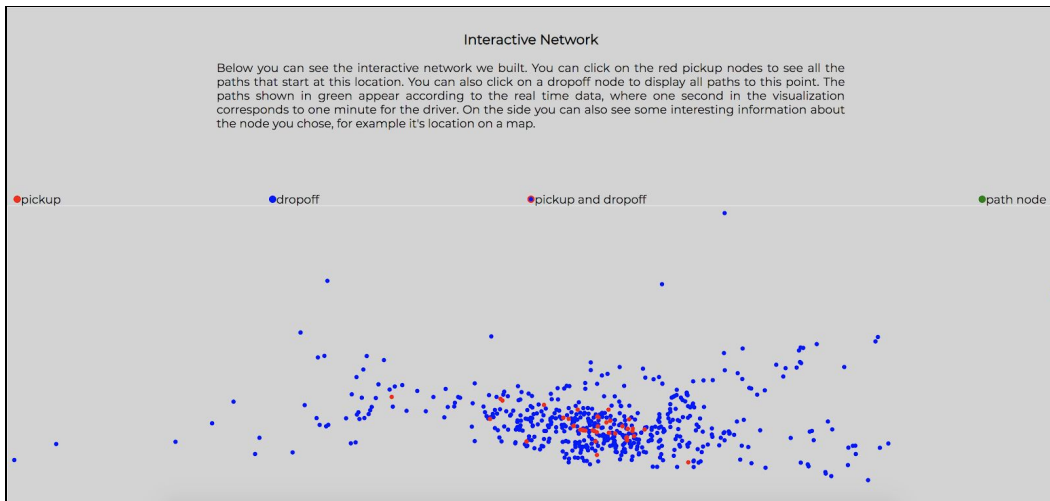 Interactive Network
Below you can see the interactive network we built. You can click on the red pickup nodes to see all the
paths that start at this location. You can also click on a dropoff node to display all paths to this point. The
paths shown in green appear according to the real time data, where one second in the visualization
corresponds to one minute for the driver. On the side you can also see some interesting information about
the node you chose, for example it's location on a map.
pickup
dropoff
pickup and dropoff
path node